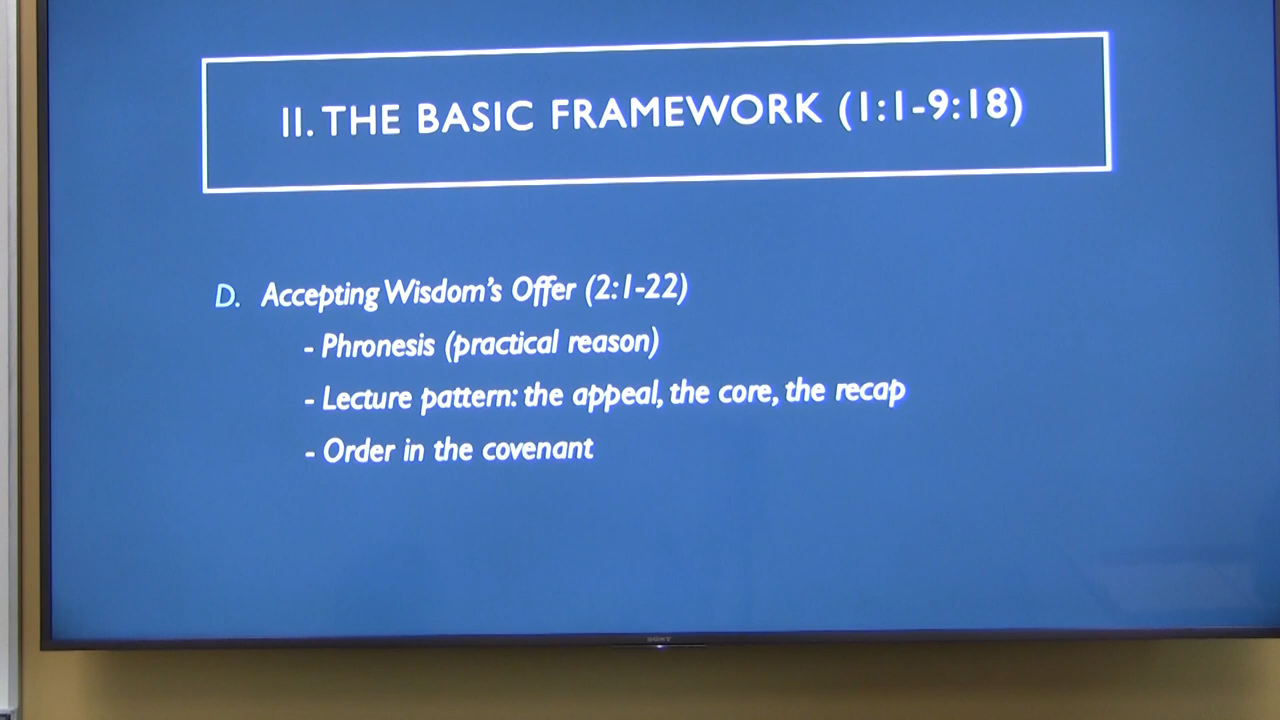 II. THE BASIC FRAMEWORK (1:1-9:18)
D. Accepting Wisdom's Offer (2:1-22)
- Phronesis (practical reason)
- Lecture pattern: the appeal, the core, the recap
- Order in the covenant
SONY